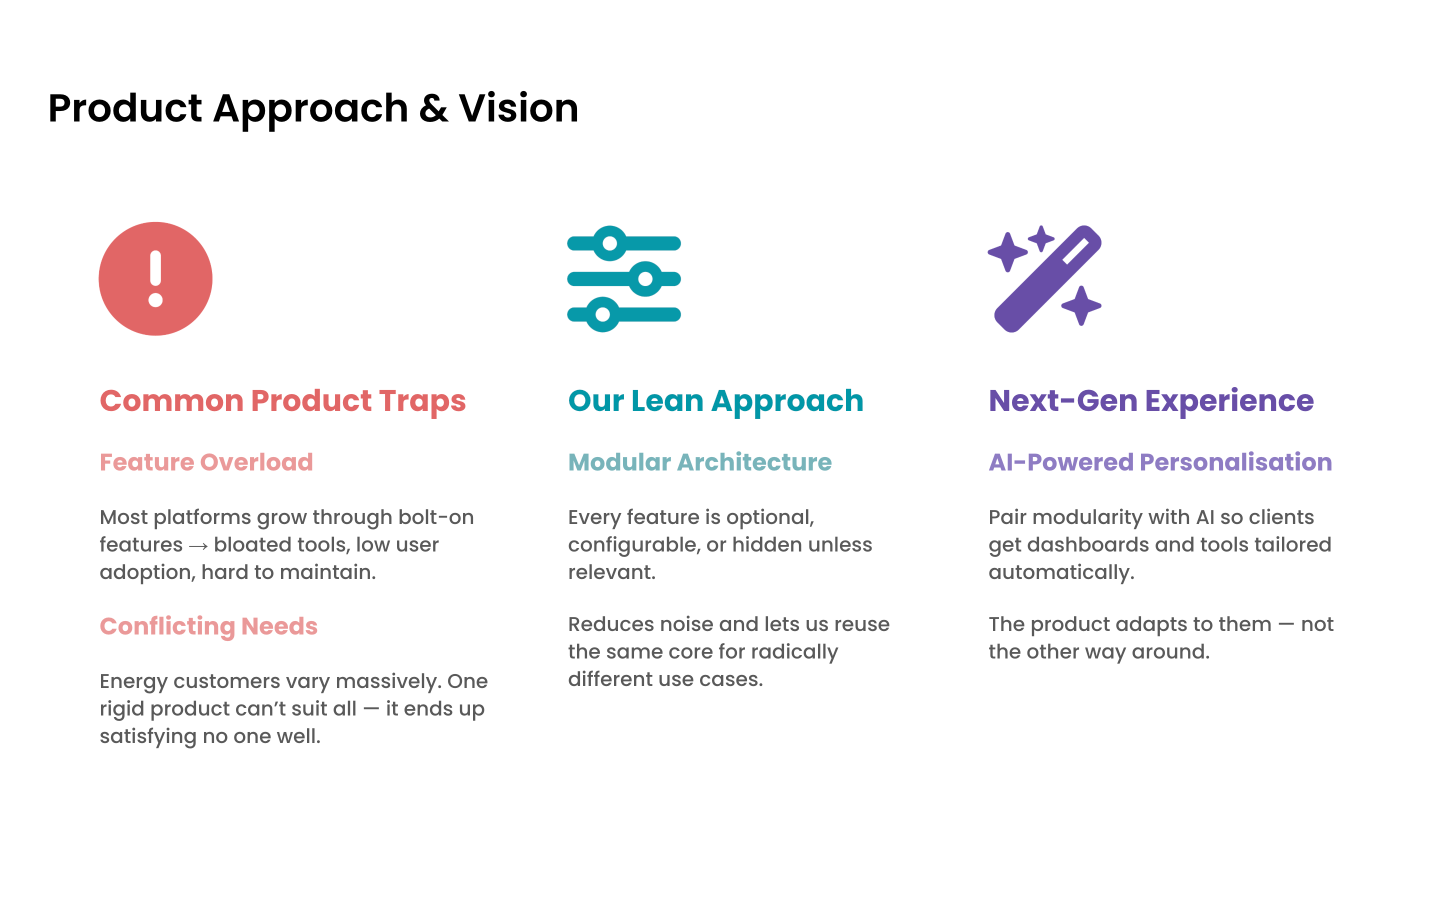 Product Approach & Vision
Common Product Traps
Feature Overload
Most platforms grow through bolt-on
features → bloated tools, low user
adoption, hard to maintain.
Conflicting Needs
Energy customers vary massively. One
rigid product can’t suit all — it ends up
satisfying no one well.
Our Lean Approach
Modular Architecture
Every feature is optional,
configurable, or hidden unless
relevant.
Reduces noise and lets us reuse
the same core for radically
different use cases.
Next-Gen Experience
AI-Powered Personalisation
Pair modularity with AI so clients
get dashboards and tools tailored
automatically.
The product adapts to them — not
the other way around.